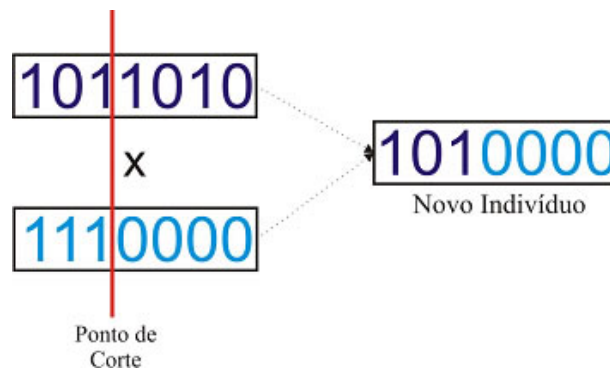 1011010
x
1110000
Ponto de
Corte
1010000
Novo Indivíduo